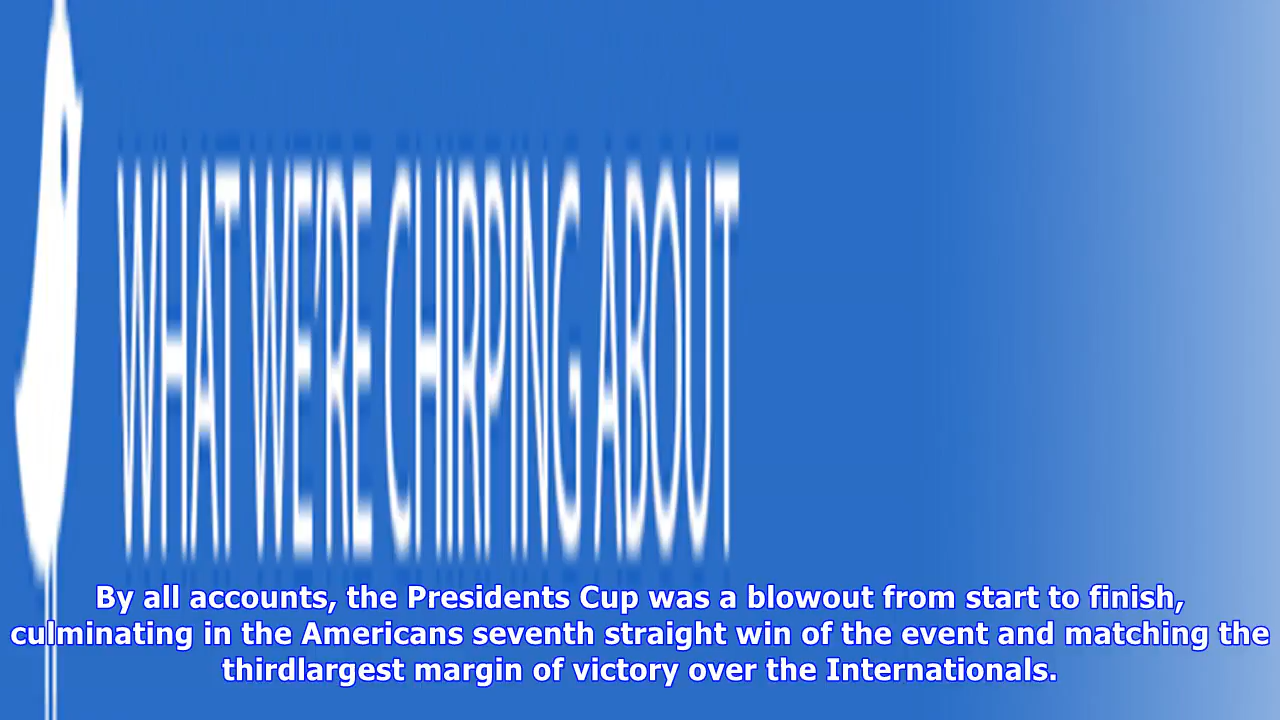 WHAT WE'RE CHIRPING ABOUT
By all accounts, the Presidents Cup was a blowout from start to finish,
culminating in the Americans seventh straight win of the event and matching the
thirdlargest margin of victory over the Internationals.